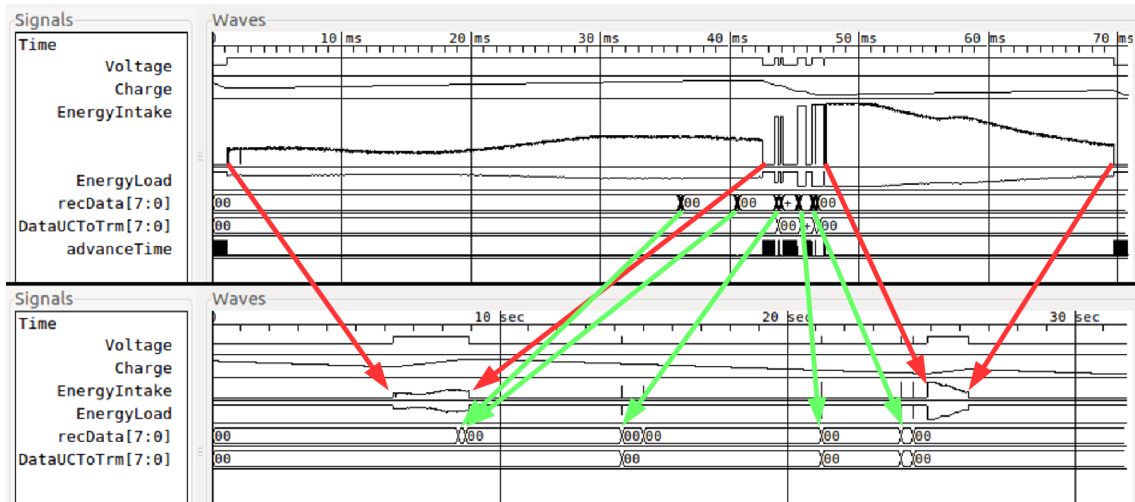 Signals Waves
Time
0 10 ms 20 ms 30 ms 40 ms 50 ms 60 ms 70 ms
Voltage
Charge
EnergyIntake
EnergyLoad
recData[7:0] 00 00 00 + 00
DataUCToTrm[7:0] 00 00 + 00
advanceTime
Signals Waves
Time
0 10 sec 20 sec 30 sec
Voltage
Charge
EnergyIntake
EnergyLoad
recData[7:0] 00 00 00 00 00 00
DataUCToTrm[7:0] 00 00 00 00